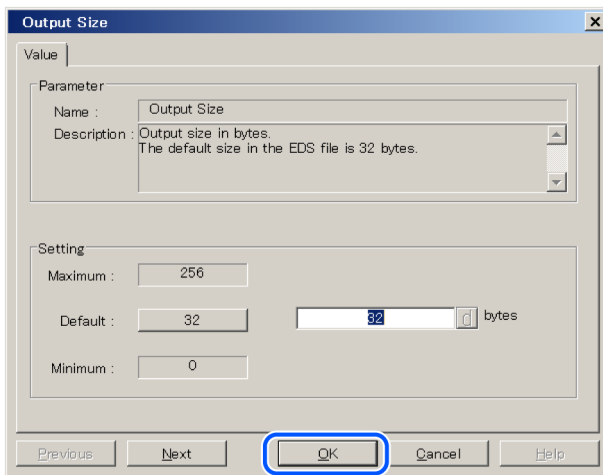 Output Size
Value
Parameter
Name : Output Size
Description : Output size in bytes.
The default size in the EDS file is 32 bytes.
Setting
Maximum : 256
Default : 32 32 d bytes
Minimum : 0
Previous Next OK Cancel Help